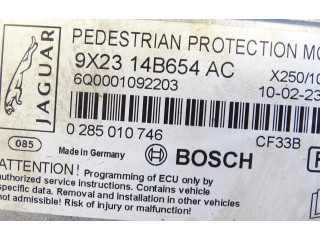 JAGUAR
PEDESTRIAN PROTECTION MO
9X23 14B654 AC
X250/10
6Q0001092203
10-02-23
0 285 010 746
CF33B
085
Made in Germany
BOSCH
ATTENTION! Programming of ECU only by
authorized service instructions. Contains vehicle
data. Removal and installation in other vehicles
not admissible! Risk of injury or malfunction!